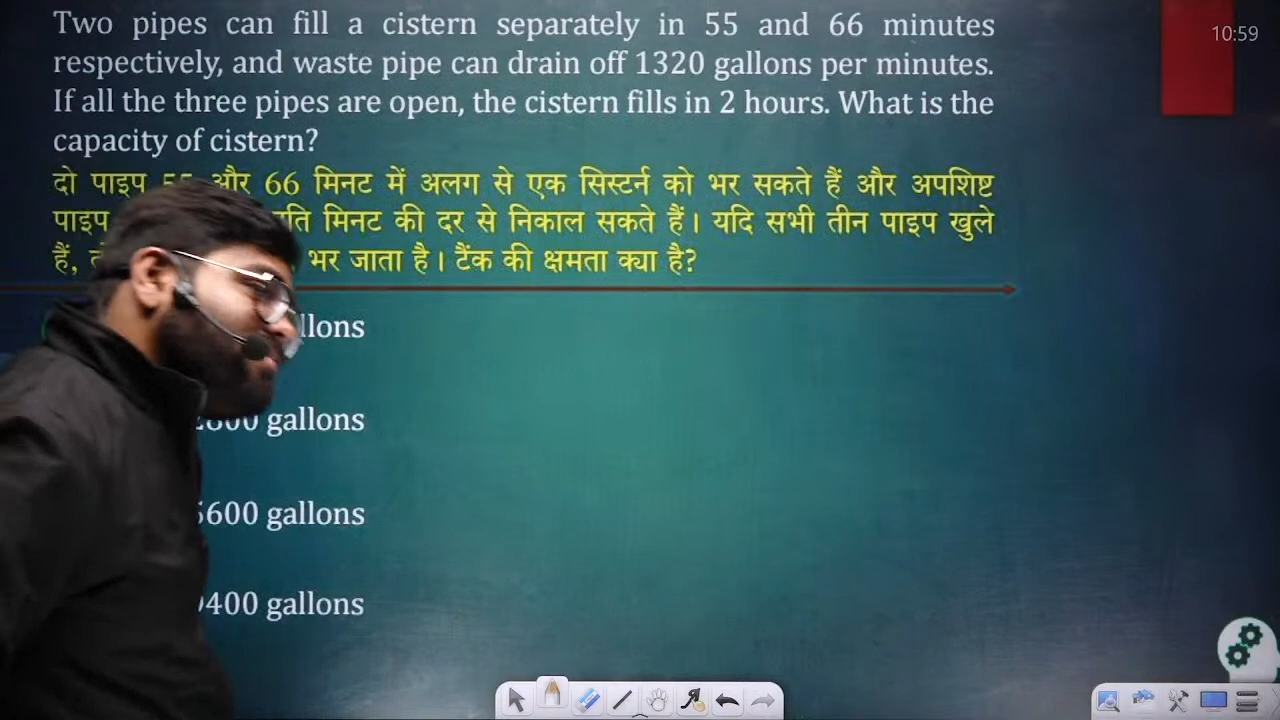 Two pipes can fill a cistern separately in 55 and 66 minutes
10:59
respectively, and waste pipe can drain off 1320 gallons per minutes.
If all the three pipes are open, the cistern fills in 2 hours. What is the
capacity of cistern?
दो पाइप और 66 मिनट में अलग से एक सिस्टर्न को भर सकते हैं और अपशिष्ट
पाइप मिनट की दर से निकाल सकते हैं। यदि सभी तीन पाइप खुले
हैं, भर जाता है। टैंक की क्षमता क्या है?
gallons
gallons
gallons